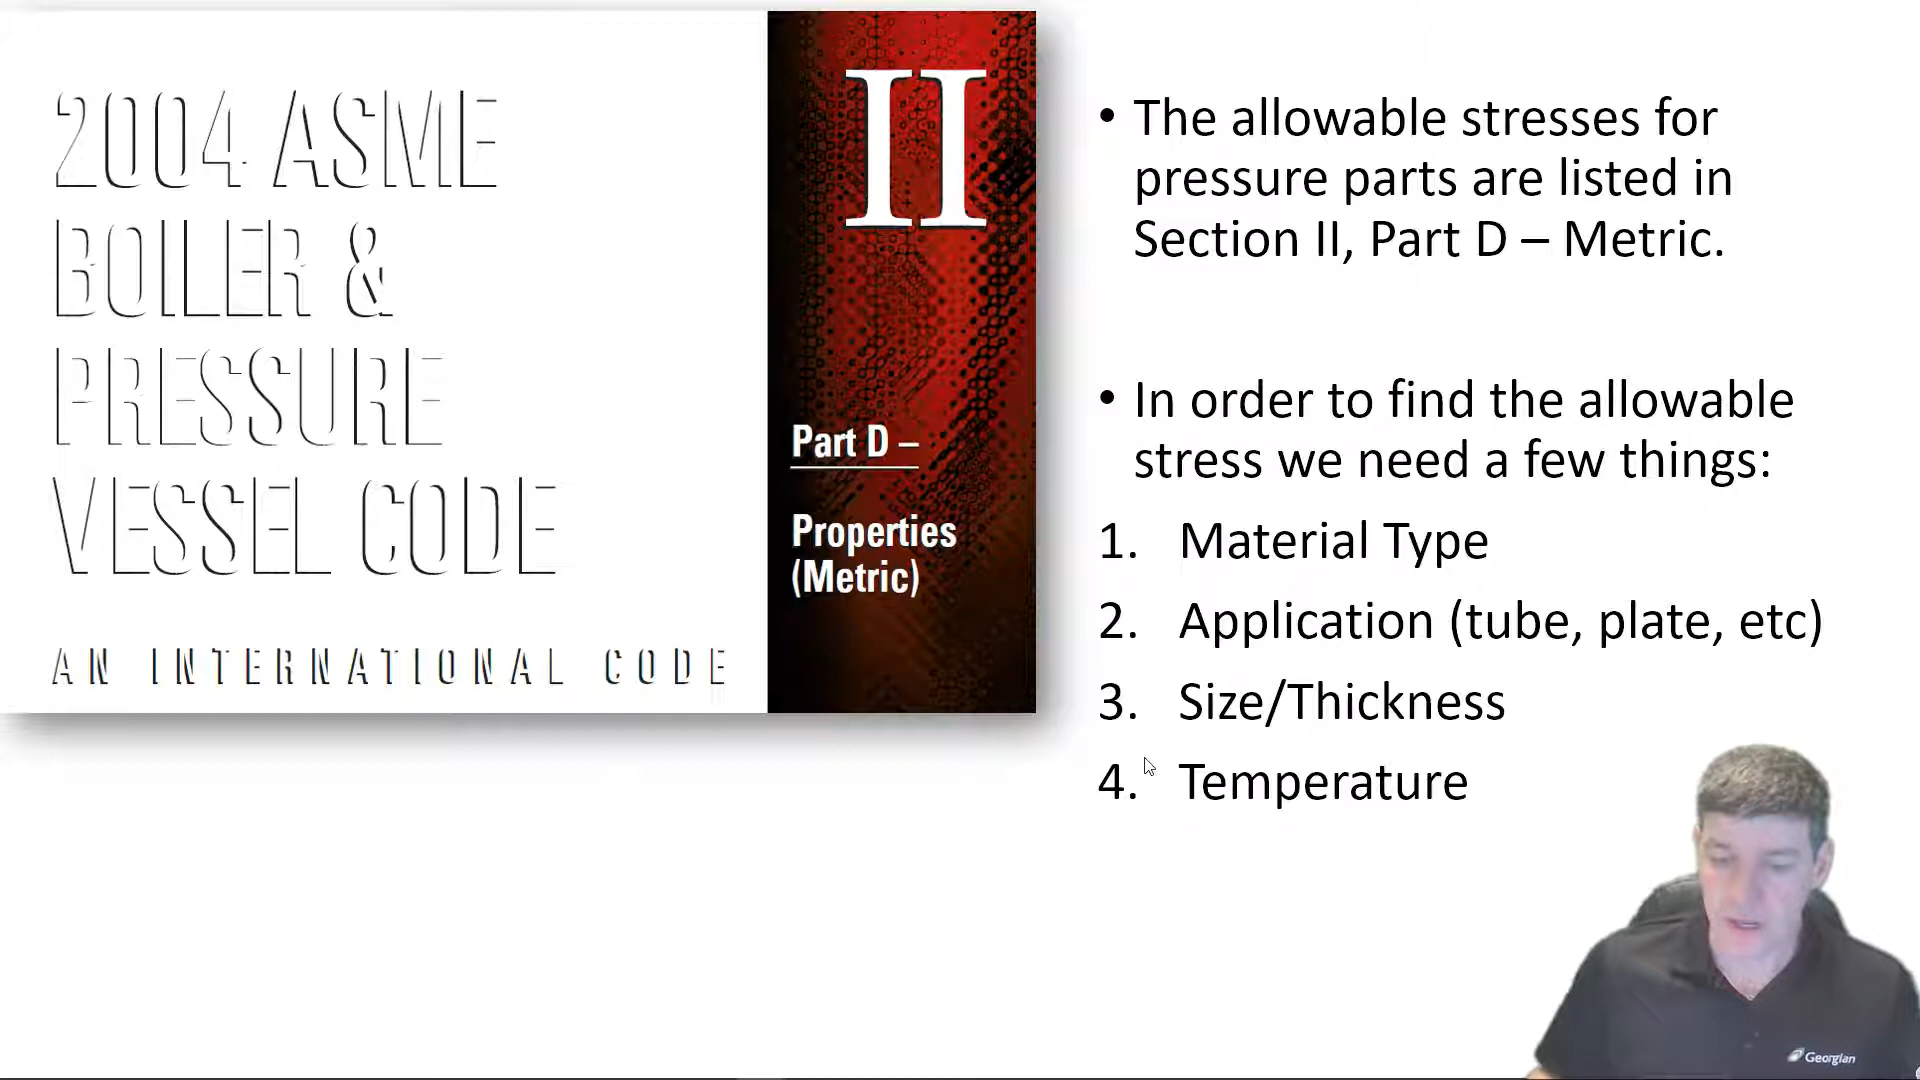 2004 ASME
BOILER &
PRESSURE
VESSEL CODE
AN INTERNATIONAL CODE
II
Part D –
Properties
(Metric)
• The allowable stresses for
pressure parts are listed in
Section II, Part D – Metric.
• In order to find the allowable
stress we need a few things:
1. Material Type
2. Application (tube, plate, etc)
3. Size/Thickness
4. Temperature
Georgian